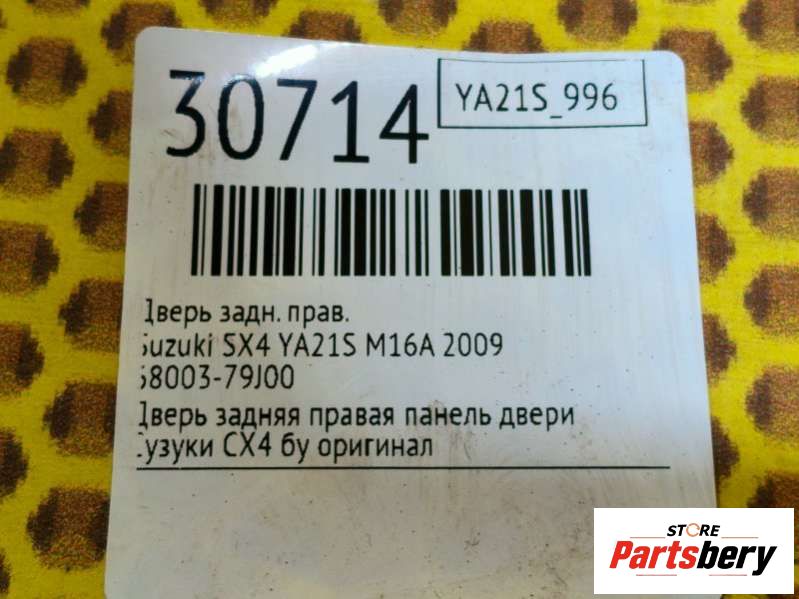 30714
YA21S_996
Дверь задн. прав.
Suzuki SX4 YA21S M16A 2009
68003-79J00
Дверь задняя правая панель двери
Сузуки СХ4 бу оригинал
STORE
Partsbery